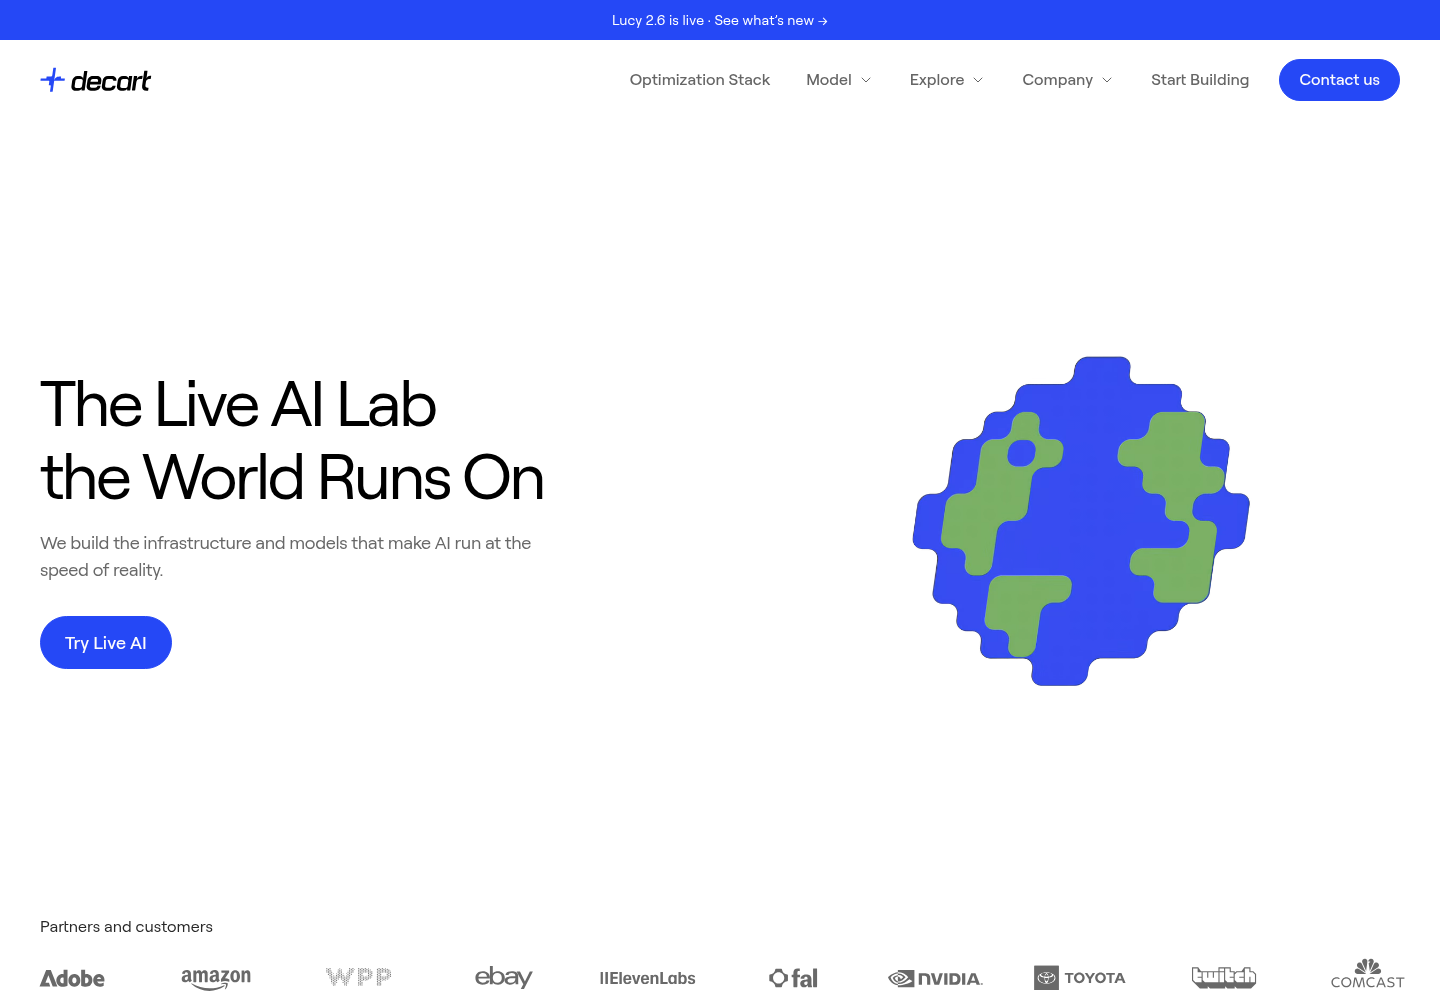 Lucy 2.6 is live · See what’s new →
decart
Optimization Stack Model Explore Company Start Building Contact us
The Live AI Lab
the World Runs On
We build the infrastructure and models that make AI run at the
speed of reality.
Try Live AI
Partners and customers
Adobe amazon WPP ebay IIElevenLabs fal NVIDIA. TOYOTA twitch COMCAST